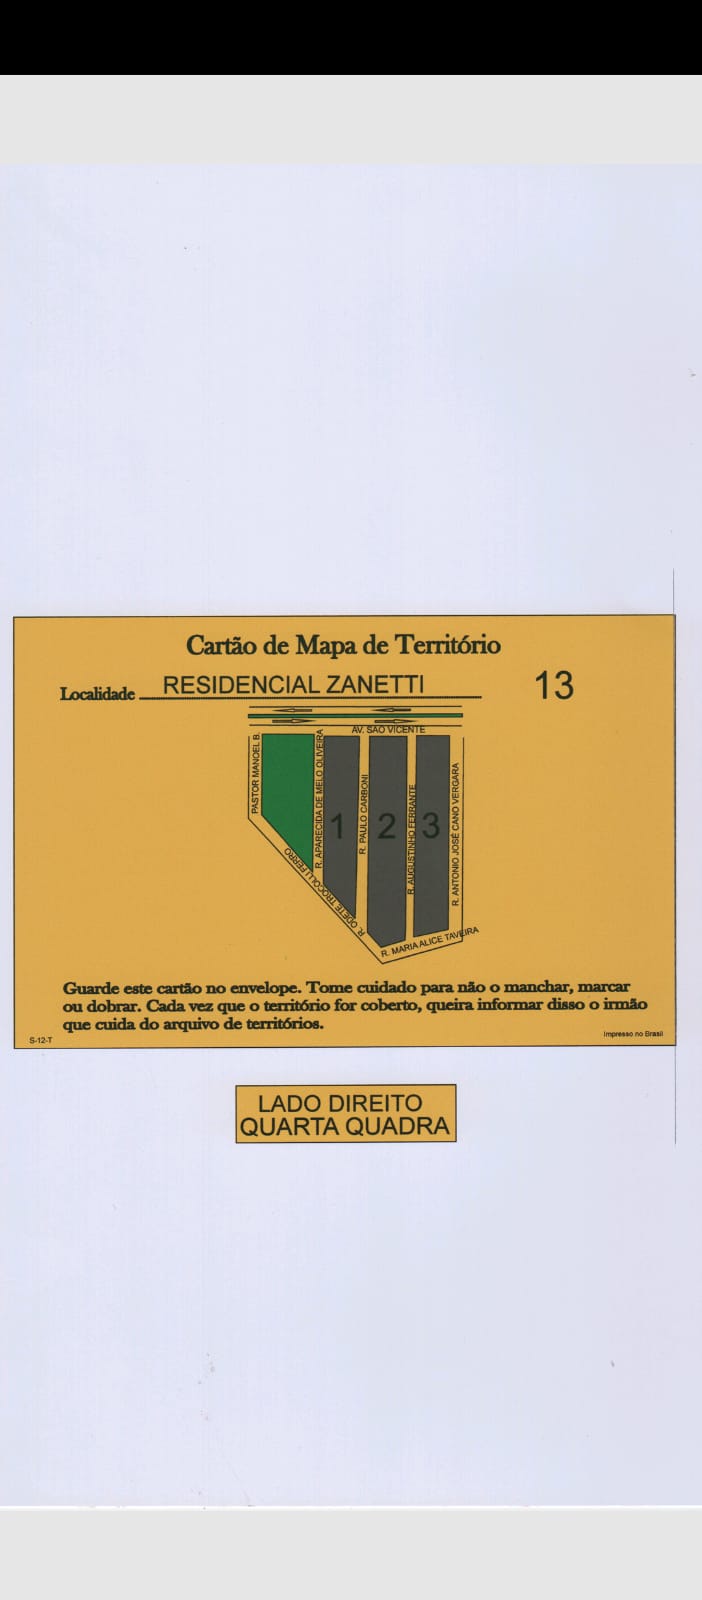 Cartão de Mapa de Território
Localidade RESIDENCIAL ZANETTI 13
AV. SAO VICENTE
PASTOR MANOEL B.
R. APARECIDA DE MELO OLIVEIRA
R. PAULO CARBONI
R. AUGUSTINHO FERRANTE
R. ANTONIO JOSÉ CANO VERGARA
1
2
3
R. ODETE TROCOLLI FERRO
R. MARIA ALICE TAVEIRA
Guarde este cartão no envelope. Tome cuidado para não o manchar, marcar
ou dobrar. Cada vez que o território for coberto, queira informar disso o irmão
que cuida do arquivo de territórios.
S-12-T
Impresso no Brasil
LADO DIREITO
QUARTA QUADRA